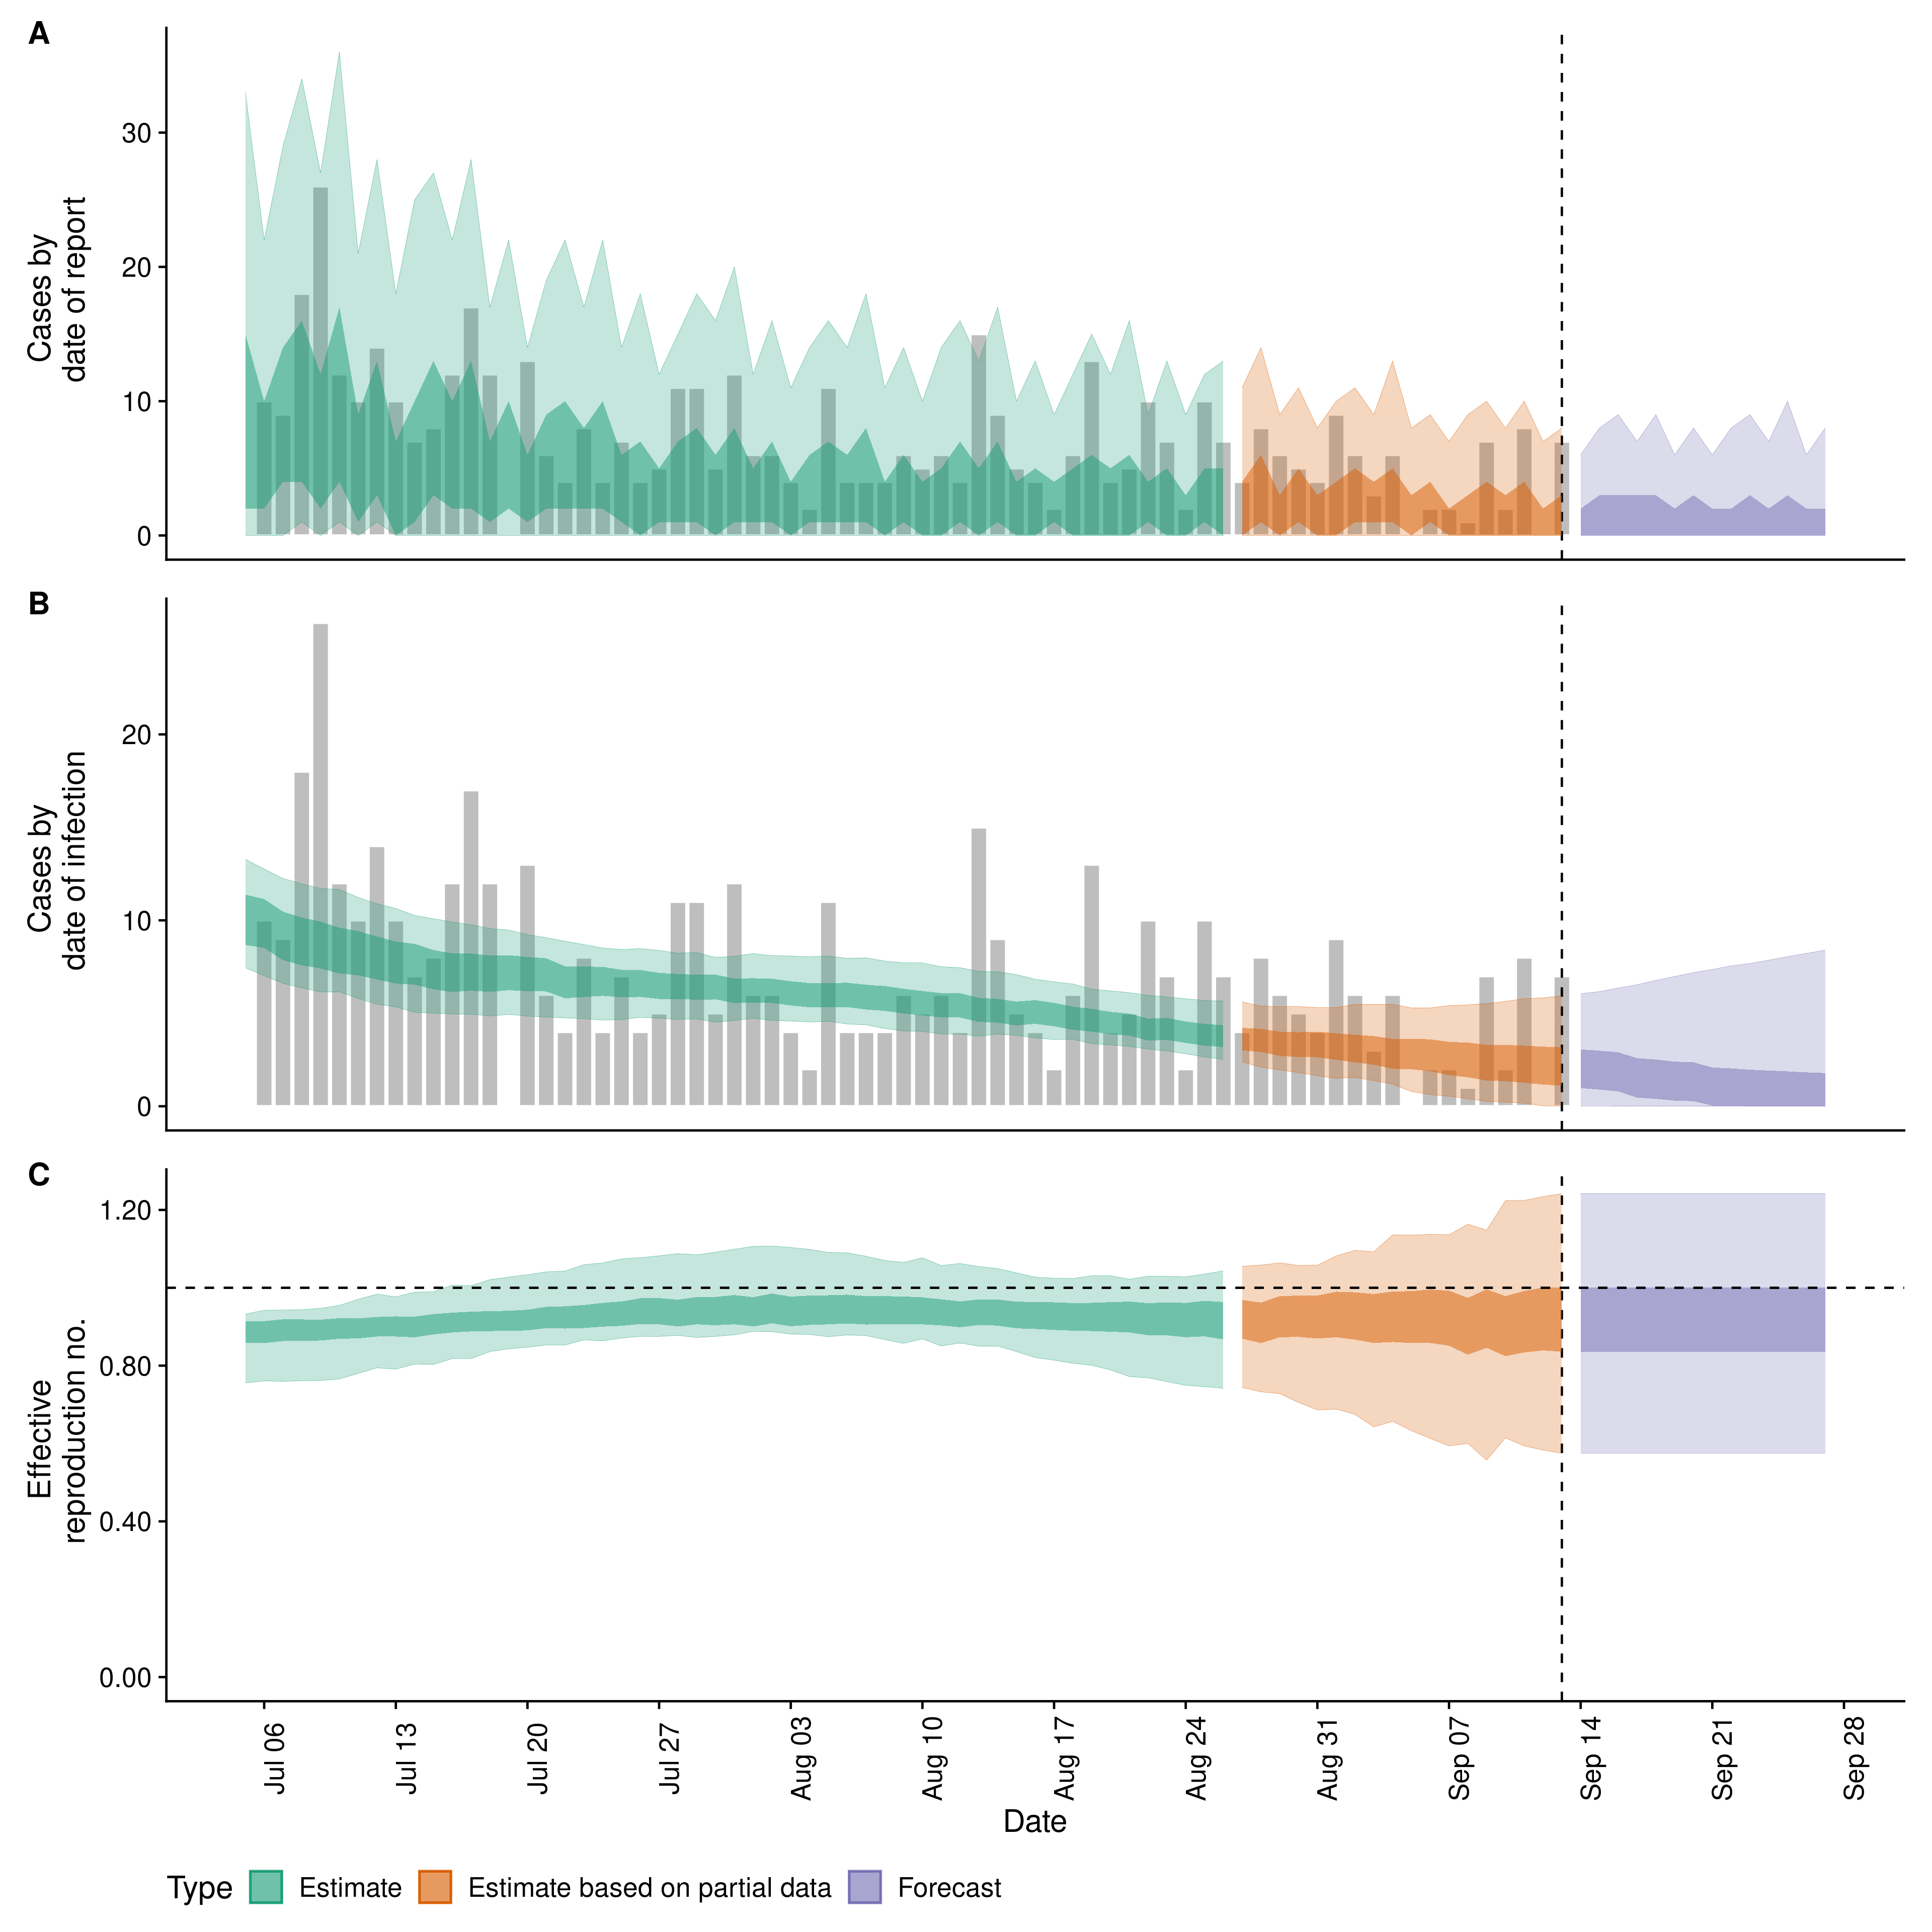 A
Cases by
date of report
30
20
10
0
B
Cases by
date of infection
20
10
0
C
Effective
reproduction no.
1.20
0.80
0.40
0.00
Jul 06
Jul 13
Jul 20
Jul 27
Aug 03
Aug 10
Aug 17
Aug 24
Aug 31
Sep 07
Sep 14
Sep 21
Sep 28
Date
Type Estimate Estimate based on partial data Forecast